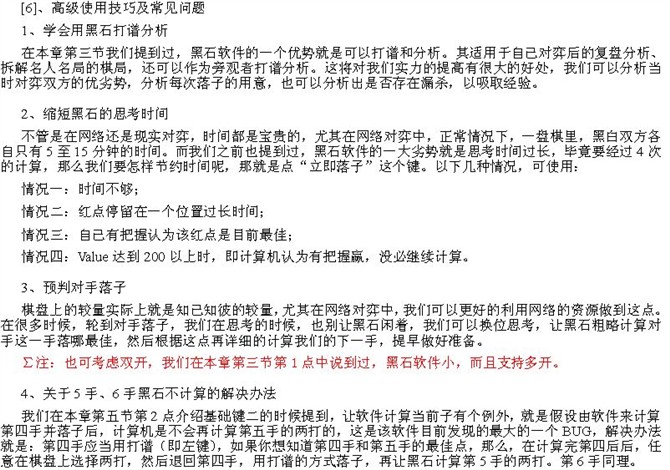 [6]、高级使用技巧及常见问题
1、学会用黑石打谱分析
在本章第三节我们提到过，黑石软件的一个优势就是可以打谱和分析。其适用于自己对弈后的复盘分析、
拆解名人名局的棋局，还可以作为旁观者打谱分析。这将对我们实力的提高有很大的好处，我们可以分析当
时对弈双方的优劣势，分析每次落子的用意，也可以分析出是否存在漏杀，以吸取经验。
2、缩短黑石的思考时间
不管是在网络还是现实对弈，时间都是宝贵的，尤其在网络对弈中，正常情况下，一盘棋里，黑白双方各
自只有5至15分钟的时间。而我们之前也提到过，黑石软件的一大劣势就是思考时间过长，毕竟要经过4次
的计算，那么我们要怎样节约时间呢，那就是点“立即落子”这个键。以下几种情况，可使用：
情况一：时间不够；
情况二：红点停留在一个位置过长时间；
情况三：自己有把握认为该红点是目前最佳；
情况四：Value达到200以上时，即计算机认为有把握赢，没必继续计算。
3、预判对手落子
棋盘上的较量实际上就是知己知彼的较量，尤其在网络对弈中，我们可以更好的利用网络的资源做到这点。
在很多时候，轮到对手落子，我们在思考的时候，也别让黑石闲着，我们可以换位思考，让黑石粗略计算对
手这一手落哪最佳，然后根据这点再详细的计算我们的下一手，提早做好准备。
Σ注：也可考虑双开，我们在本章第三节第1点中说到过，黑石软件小，而且支持多开。
4、关于5手、6手黑石不计算的解决办法
我们在本章第五节第2点介绍基础键二的时候提到，让软件计算当前子有个例外，就是假设由软件来计算
第四手并落子后，计算机是不会再计算第五手的两打的，这是该软件目前发现的最大的一个BUG，解决办法
就是：第四手应当用打谱（即左键），如果你想知道第四手和第五手的最佳点，那么，在计算完第四后后，任
意在棋盘上选择两打，然后退回第四手，用打谱的方式落子，再让黑石计算第5手的两打。第6手同理。